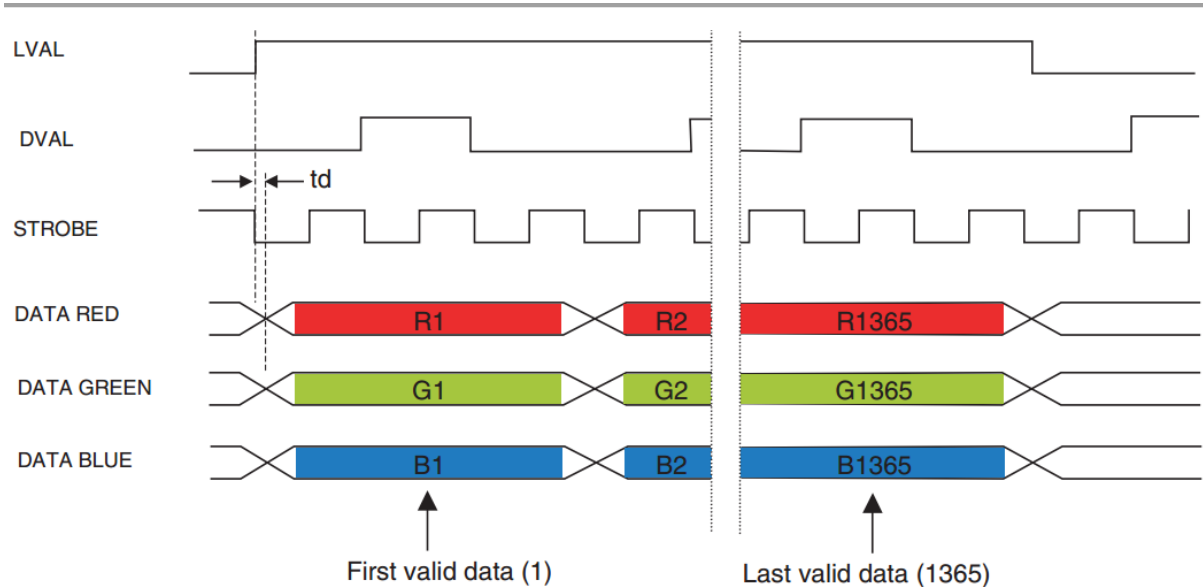 LVAL
DVAL
td
STROBE
DATA RED
R1
R2
R1365
DATA GREEN
G1
G2
G1365
DATA BLUE
B1
B2
B1365
First valid data (1)
Last valid data (1365)